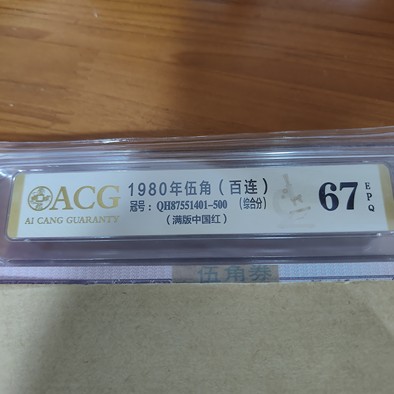 ACG
AI CANG GUARANTY
1980年伍角（百连）
冠号：QH87551401-500 （综合分）
（满版中国红）
67
EPQ
伍角券